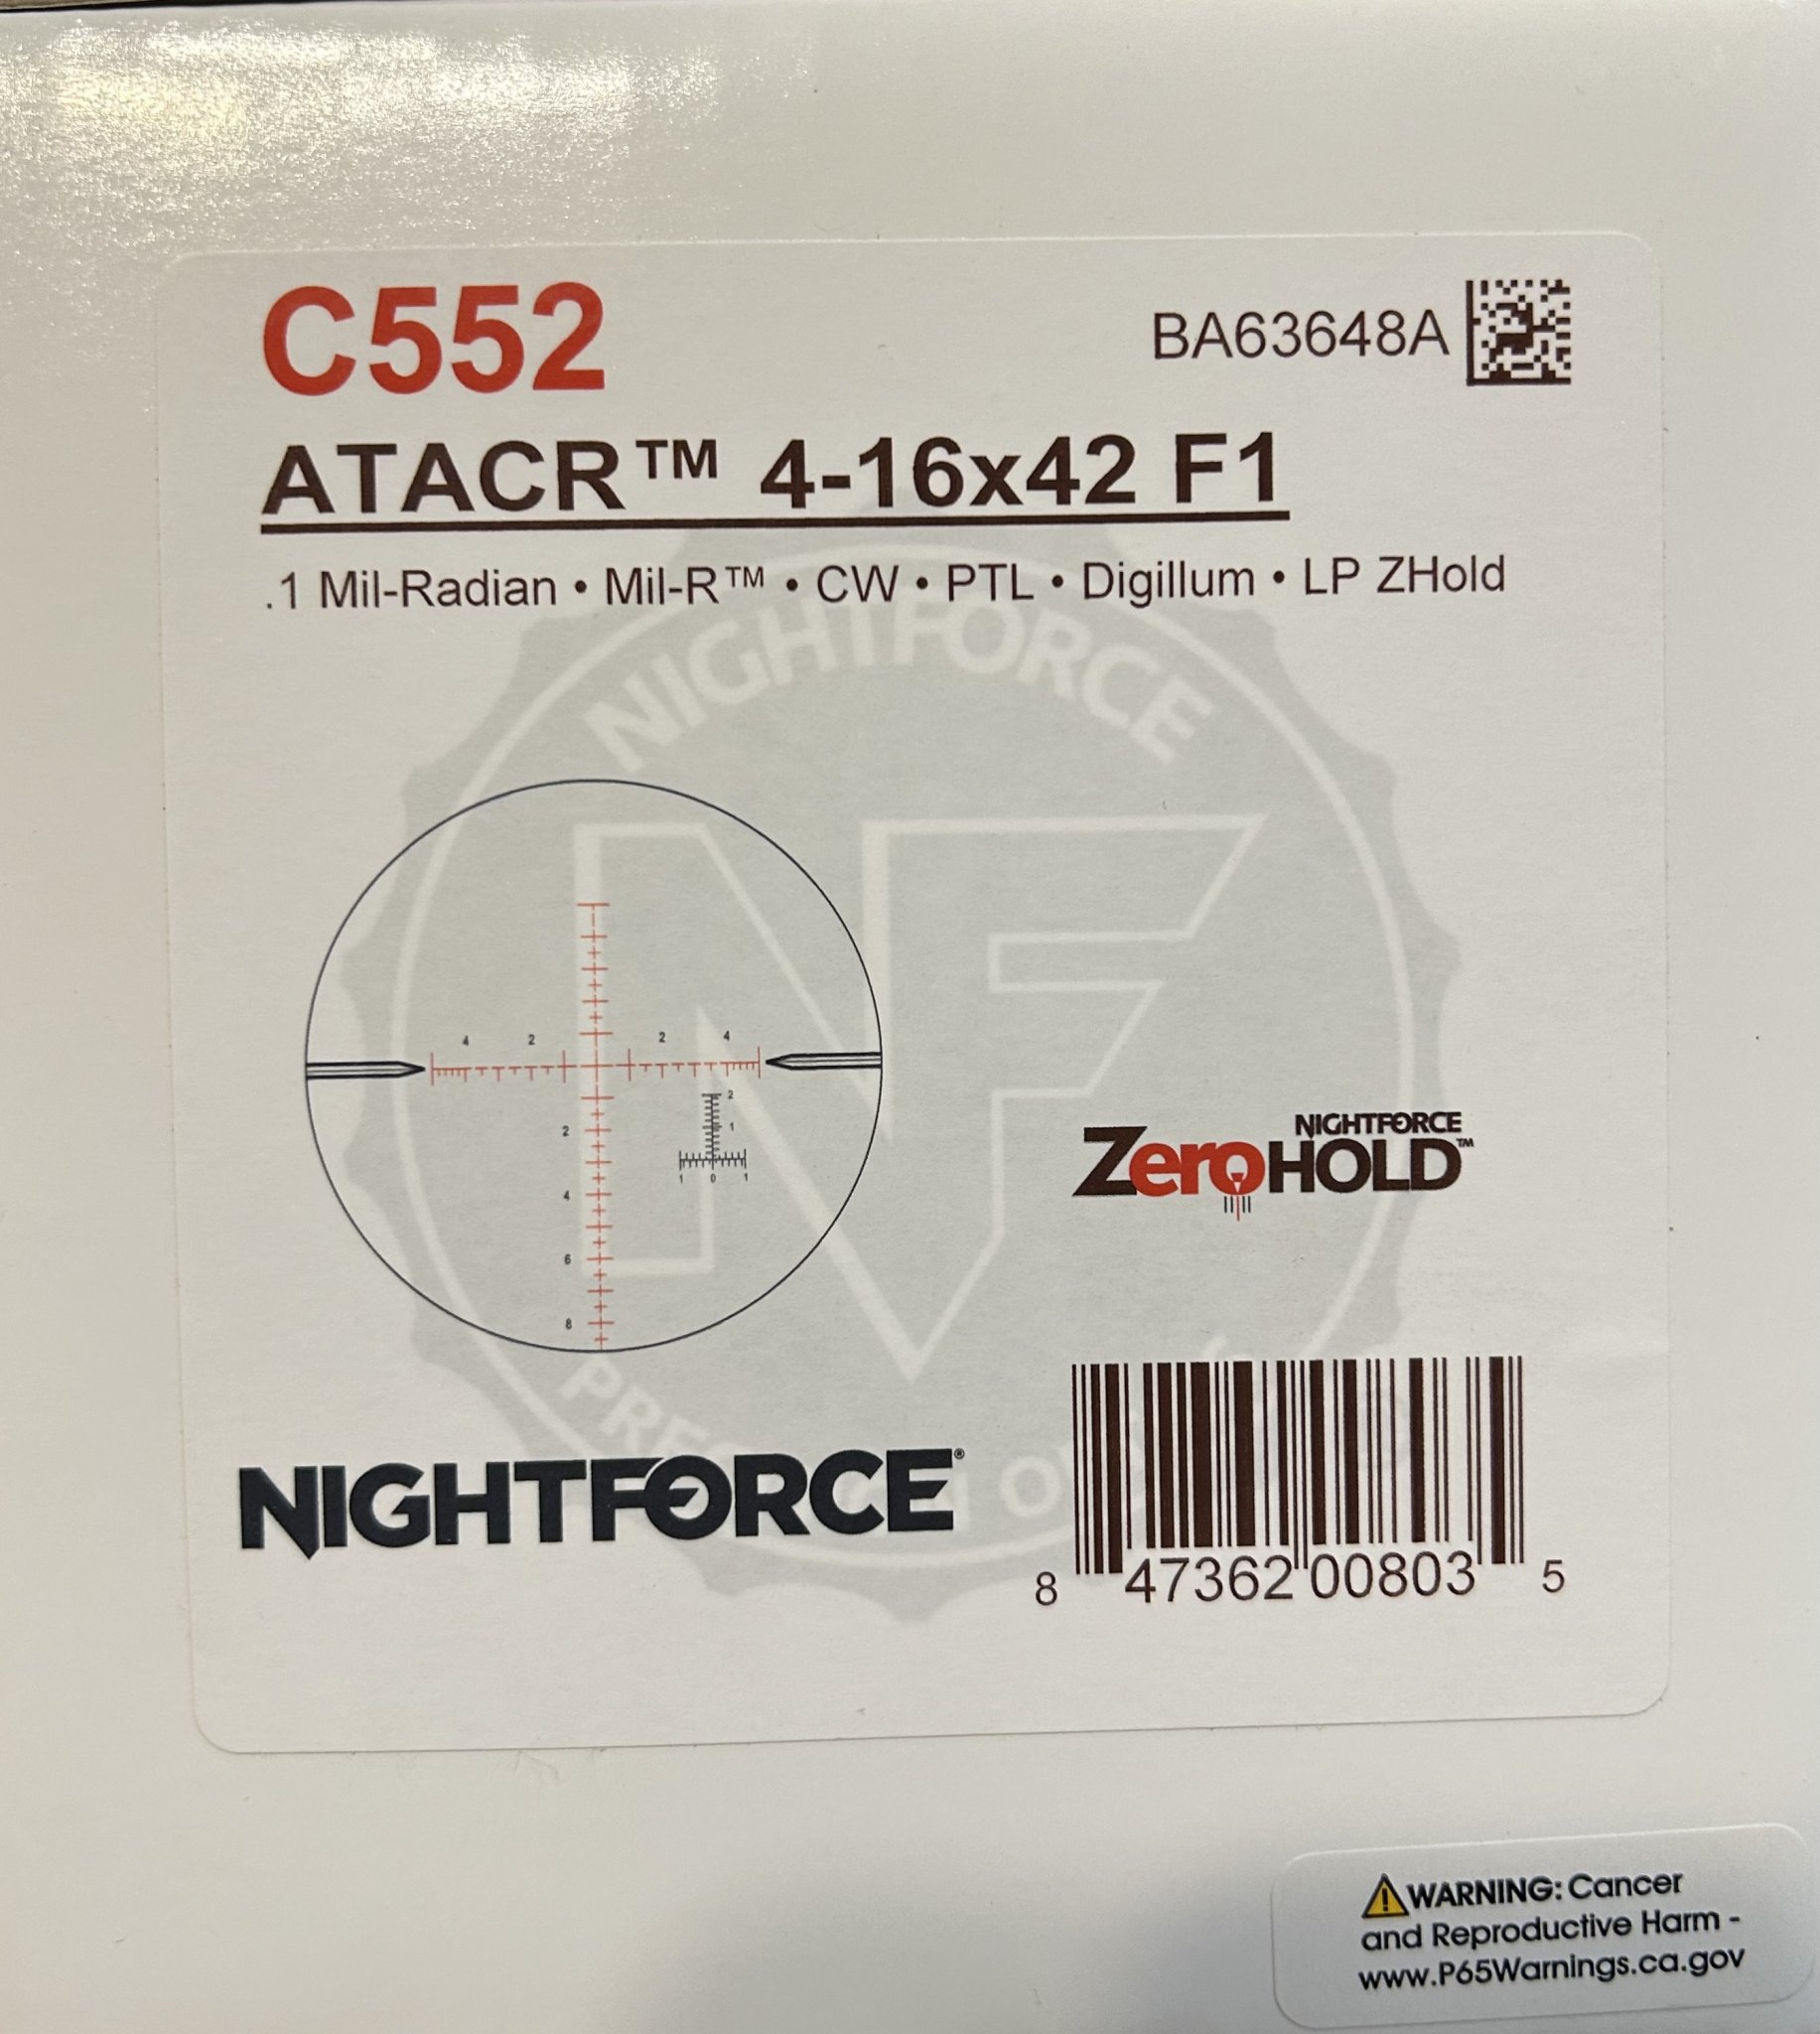 C552
BA63648A
ATACR™ 4-16x42 F1
.1 Mil-Radian • Mil-R™ • CW • PTL • Digillum • LP ZHold
NIGHTFORCE
NF
4 2 2 4
2
1
1 0 1
2
4
6
8
NIGHTFORCE
ZeroHOLD™
NIGHTFORCE®
8 47362 00803 5
WARNING: Cancer
and Reproductive Harm -
www.P65Warnings.ca.gov